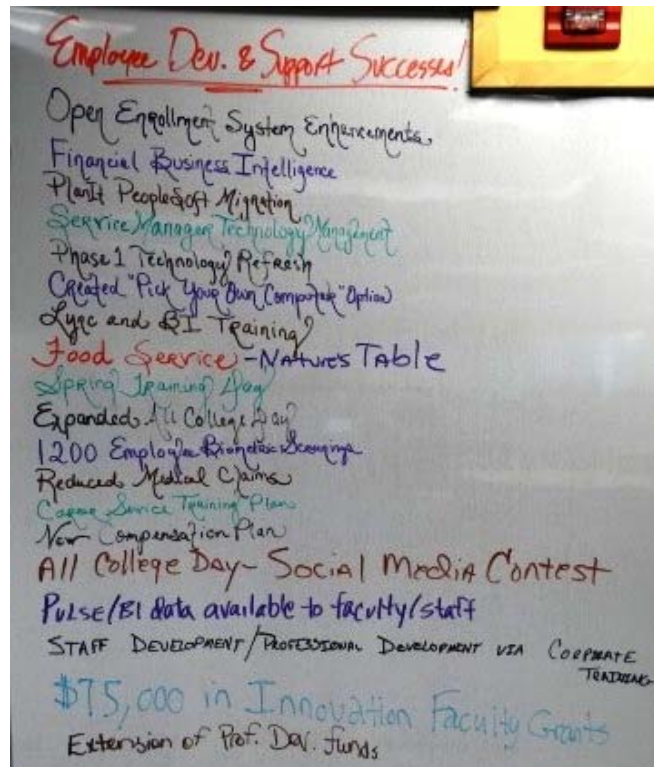 Employee Dev. & Support Successes!
Open Enrollment System Enhancements
Financial Business Intelligence
PlanIt PeopleSoft Migration
Service Manager Technology Management
Phase 1 Technology Refresh
Created "Pick Your Own Computer" Option
Lync and BI Training
Food Service - Nature's Table
Spring Training Day
Expanded All College Day
1200 Employee Biometric Screenings
Reduced Medical Claims
Service Training Plan
New Compensation Plan
All College Day - Social Media Contest
Pulse/BI data available to faculty/staff
Staff Development/Professional Development via Corporate
Training
$75,000 in Innovation Faculty Grants
Extension of Prof. Dev. funds